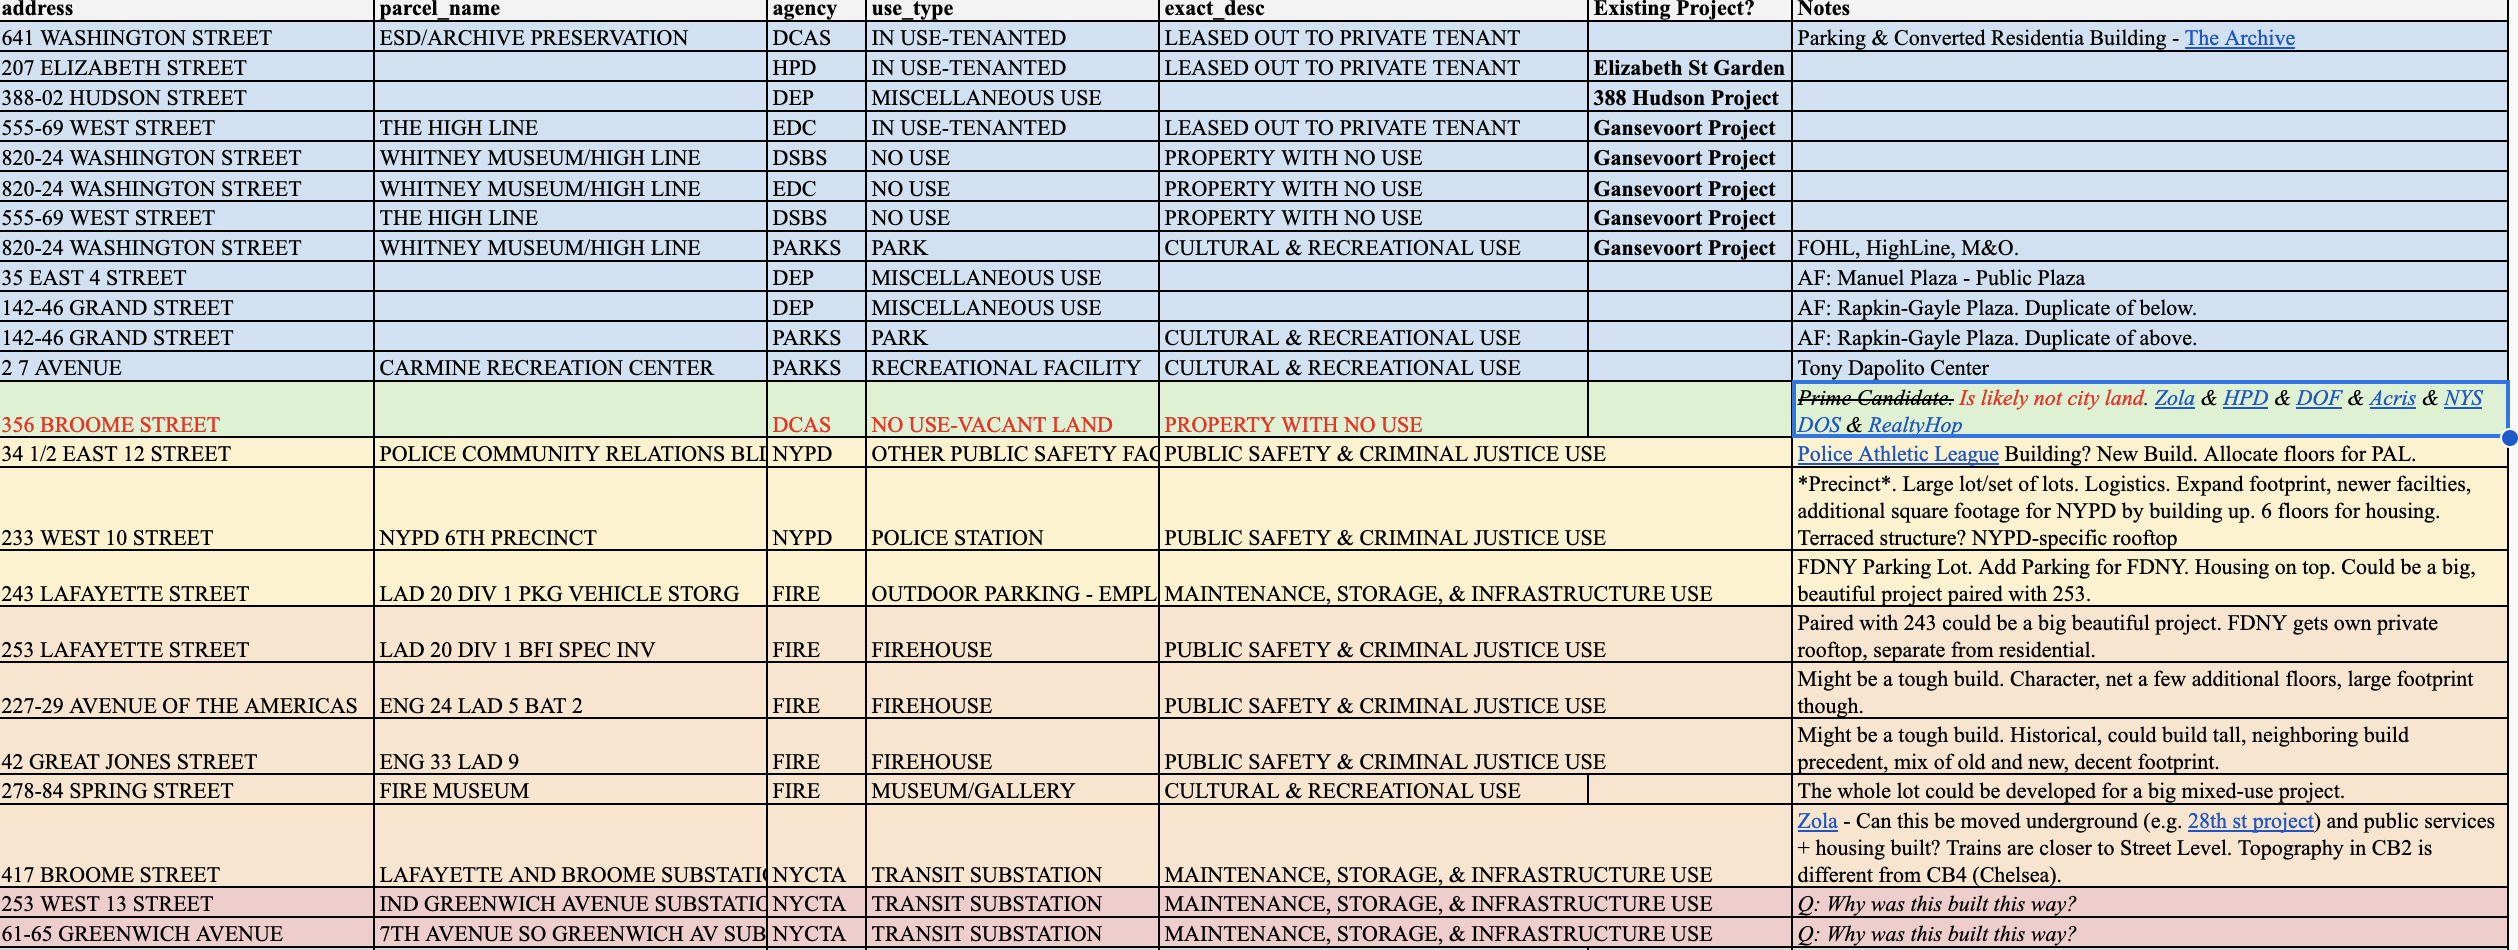 address parcel_name agency use_type exact_desc Existing Project? Notes
641 WASHINGTON STREET ESD/ARCHIVE PRESERVATION DCAS IN USE-TENANTED LEASED OUT TO PRIVATE TENANT Parking & Converted Residentia Building - The Archive
207 ELIZABETH STREET HPD IN USE-TENANTED LEASED OUT TO PRIVATE TENANT Elizabeth St Garden
388-02 HUDSON STREET DEP MISCELLANEOUS USE 388 Hudson Project
555-69 WEST STREET THE HIGH LINE EDC IN USE-TENANTED LEASED OUT TO PRIVATE TENANT Gansevoort Project
820-24 WASHINGTON STREET WHITNEY MUSEUM/HIGH LINE DSBS NO USE PROPERTY WITH NO USE Gansevoort Project
820-24 WASHINGTON STREET WHITNEY MUSEUM/HIGH LINE EDC NO USE PROPERTY WITH NO USE Gansevoort Project
555-69 WEST STREET THE HIGH LINE DSBS NO USE PROPERTY WITH NO USE Gansevoort Project
820-24 WASHINGTON STREET WHITNEY MUSEUM/HIGH LINE PARKS PARK CULTURAL & RECREATIONAL USE Gansevoort Project FOHL, HighLine, M&O.
35 EAST 4 STREET DEP MISCELLANEOUS USE AF: Manuel Plaza - Public Plaza
142-46 GRAND STREET DEP MISCELLANEOUS USE AF: Rapkin-Gayle Plaza. Duplicate of below.
142-46 GRAND STREET PARKS PARK CULTURAL & RECREATIONAL USE AF: Rapkin-Gayle Plaza. Duplicate of above.
2 7 AVENUE CARMINE RECREATION CENTER PARKS RECREATIONAL FACILITY CULTURAL & RECREATIONAL USE Tony Dapolito Center
Prime Candidate. Is likely not city land. Zola & HPD & DOF & Acris & NYS
356 BROOME STREET DCAS NO USE-VACANT LAND PROPERTY WITH NO USE DOS & RealtyHop
34 1/2 EAST 12 STREET POLICE COMMUNITY RELATIONS BLI NYPD OTHER PUBLIC SAFETY FAC PUBLIC SAFETY & CRIMINAL JUSTICE USE Police Athletic League Building? New Build. Allocate floors for PAL.
*Precinct*. Large lot/set of lots. Logistics. Expand footprint, newer facilties,
additional square footage for NYPD by building up. 6 floors for housing.
233 WEST 10 STREET NYPD 6TH PRECINCT NYPD POLICE STATION PUBLIC SAFETY & CRIMINAL JUSTICE USE Terraced structure? NYPD-specific rooftop
FDNY Parking Lot. Add Parking for FDNY. Housing on top. Could be a big,
243 LAFAYETTE STREET LAD 20 DIV 1 PKG VEHICLE STORG FIRE OUTDOOR PARKING - EMPL MAINTENANCE, STORAGE, & INFRASTRUCTURE USE beautiful project paired with 253.
Paired with 243 could be a big beautiful project. FDNY gets own private
253 LAFAYETTE STREET LAD 20 DIV 1 BFI SPEC INV FIRE FIREHOUSE PUBLIC SAFETY & CRIMINAL JUSTICE USE rooftop, separate from residential.
Might be a tough build. Character, net a few additional floors, large footprint
227-29 AVENUE OF THE AMERICAS ENG 24 LAD 5 BAT 2 FIRE FIREHOUSE PUBLIC SAFETY & CRIMINAL JUSTICE USE though.
Might be a tough build. Historical, could build tall, neighboring build
42 GREAT JONES STREET ENG 33 LAD 9 FIRE FIREHOUSE PUBLIC SAFETY & CRIMINAL JUSTICE USE precedent, mix of old and new, decent footprint.
278-84 SPRING STREET FIRE MUSEUM FIRE MUSEUM/GALLERY CULTURAL & RECREATIONAL USE The whole lot could be developed for a big mixed-use project.
Zola - Can this be moved underground (e.g. 28th st project) and public services
+ housing built? Trains are closer to Street Level. Topography in CB2 is
417 BROOME STREET LAFAYETTE AND BROOME SUBSTATI NYCTA TRANSIT SUBSTATION MAINTENANCE, STORAGE, & INFRASTRUCTURE USE different from CB4 (Chelsea).
253 WEST 13 STREET IND GREENWICH AVENUE SUBSTATIO NYCTA TRANSIT SUBSTATION MAINTENANCE, STORAGE, & INFRASTRUCTURE USE Q: Why was this built this way?
61-65 GREENWICH AVENUE 7TH AVENUE SO GREENWICH AV SUB NYCTA TRANSIT SUBSTATION MAINTENANCE, STORAGE, & INFRASTRUCTURE USE Q: Why was this built this way?